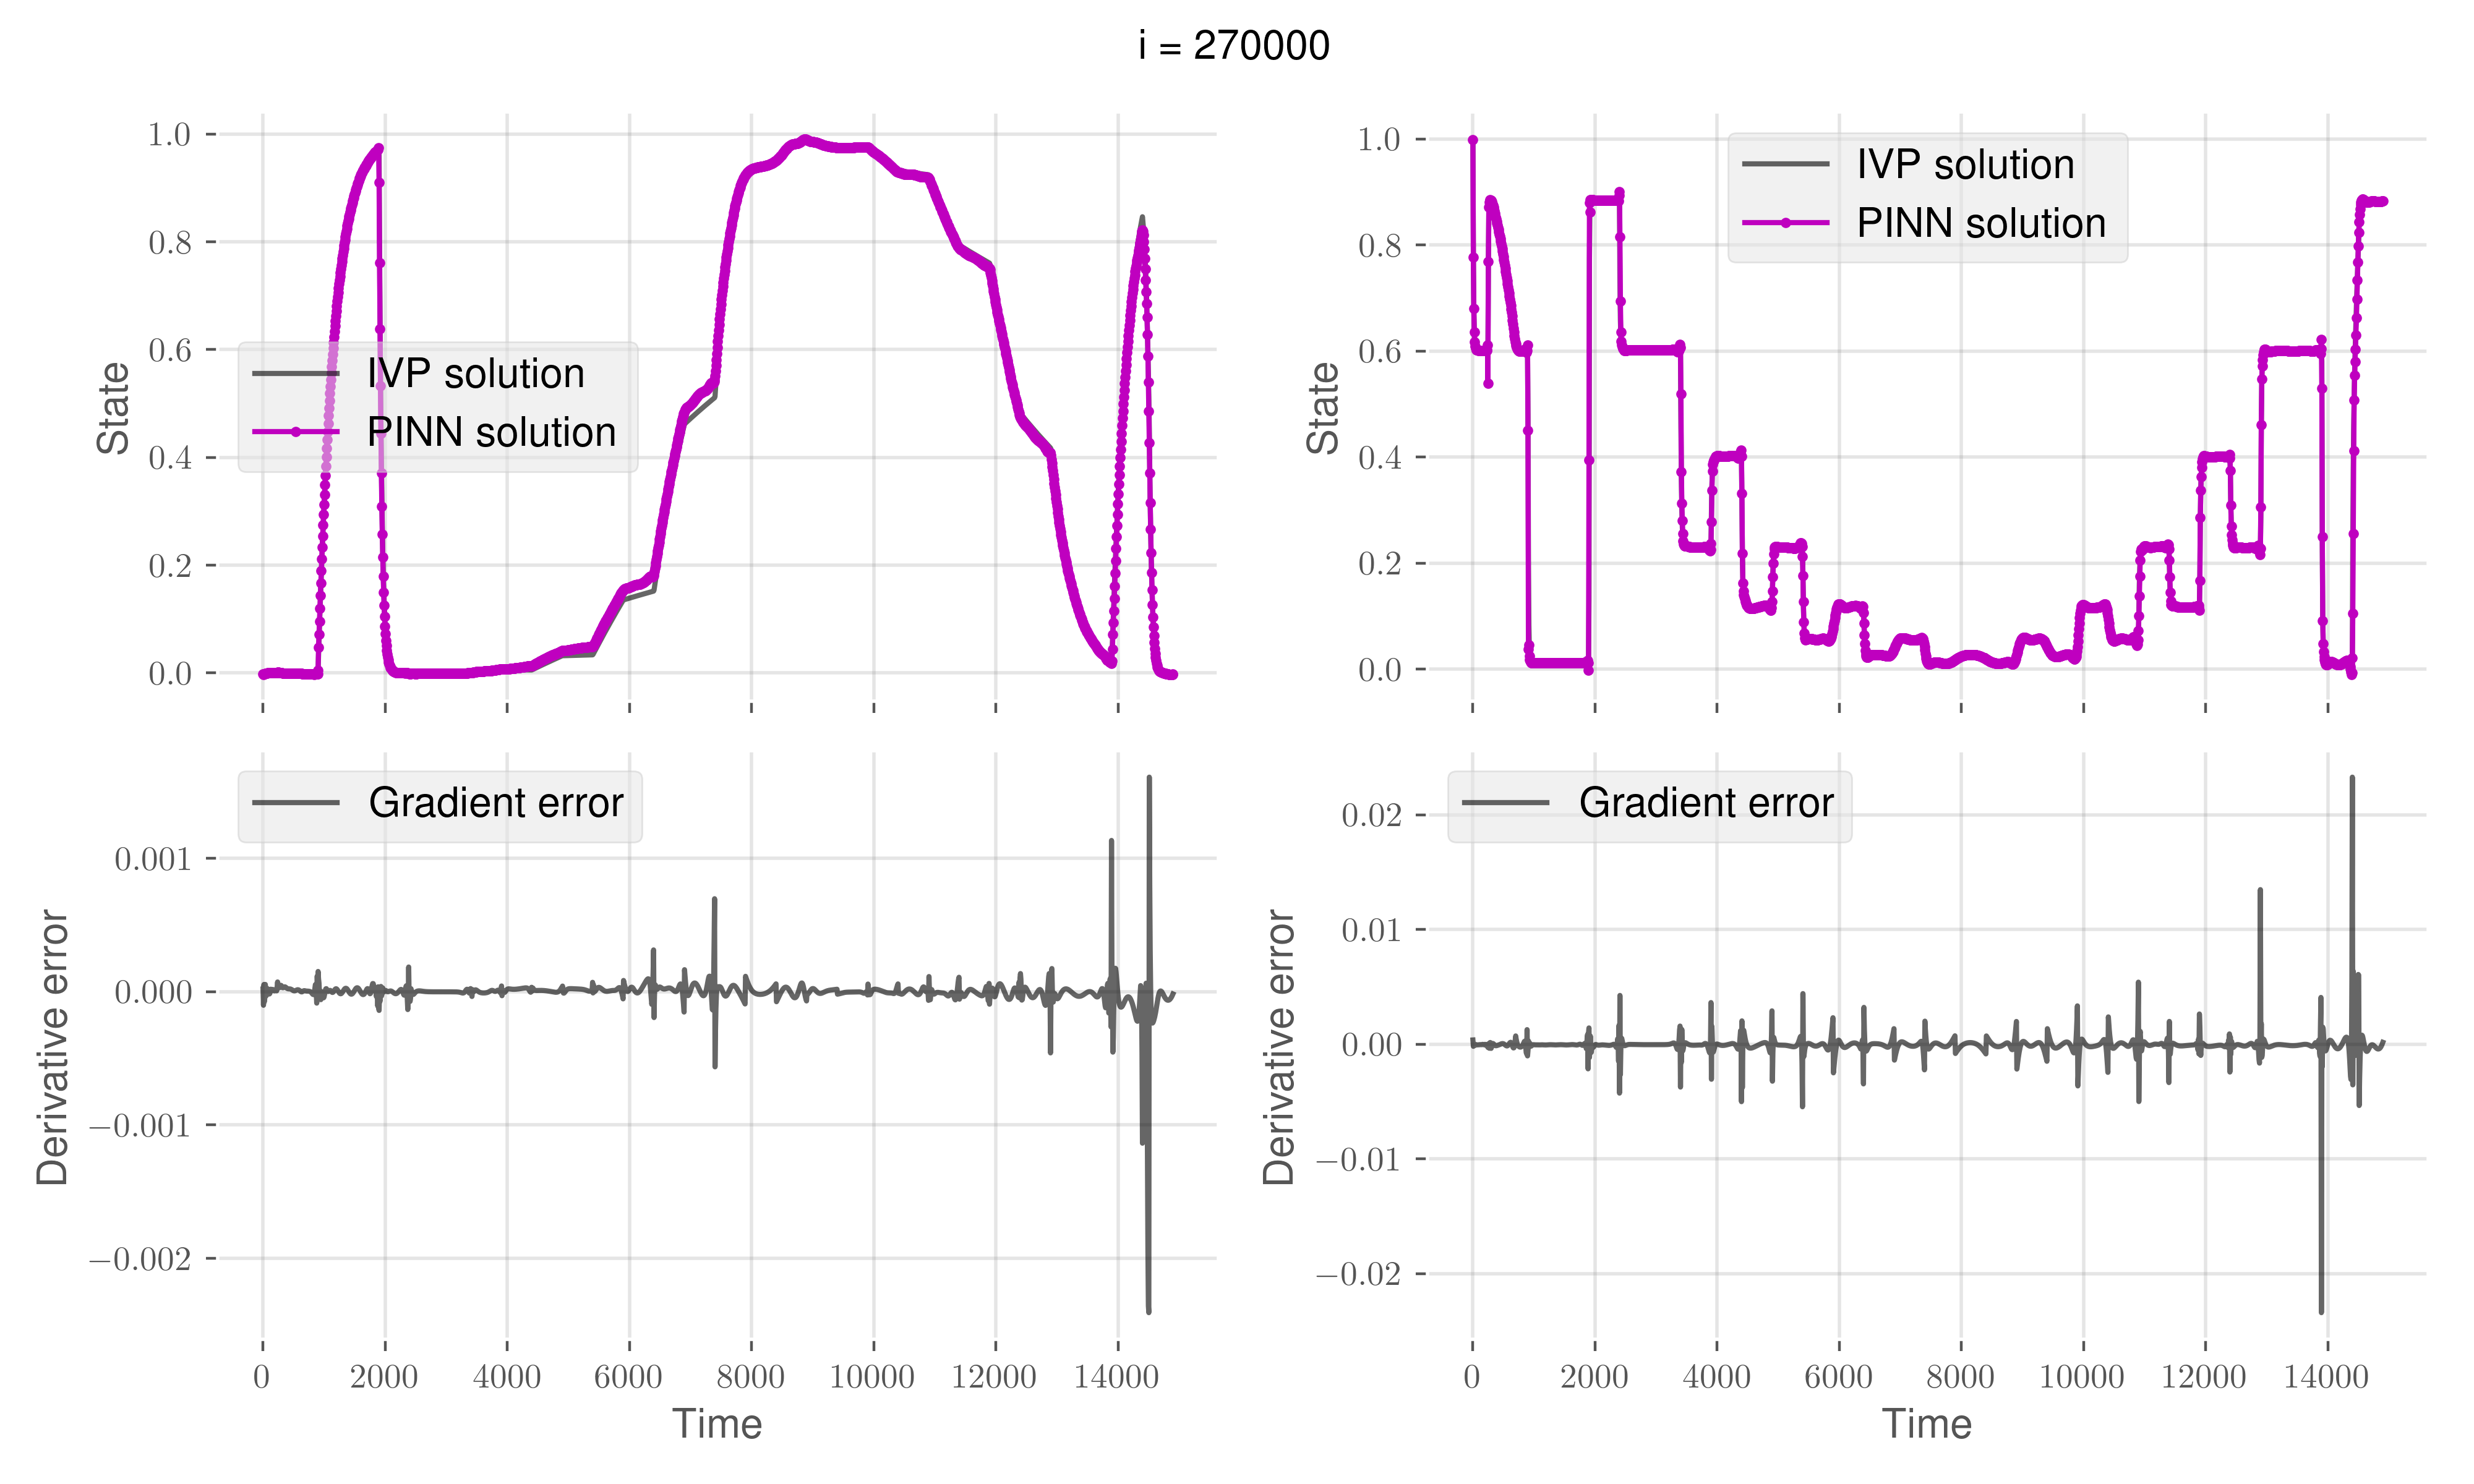 i = 270000
1.0
0.8
0.6
0.4
0.2
0.0
State
IVP solution
PINN solution
1.0
0.8
0.6
0.4
0.2
0.0
State
IVP solution
PINN solution
0.001
0.000
−0.001
−0.002
Derivative error
Gradient error
0 2000 4000 6000 8000 10000 12000 14000
Time
0.02
0.01
0.00
−0.01
−0.02
Derivative error
Gradient error
0 2000 4000 6000 8000 10000 12000 14000
Time